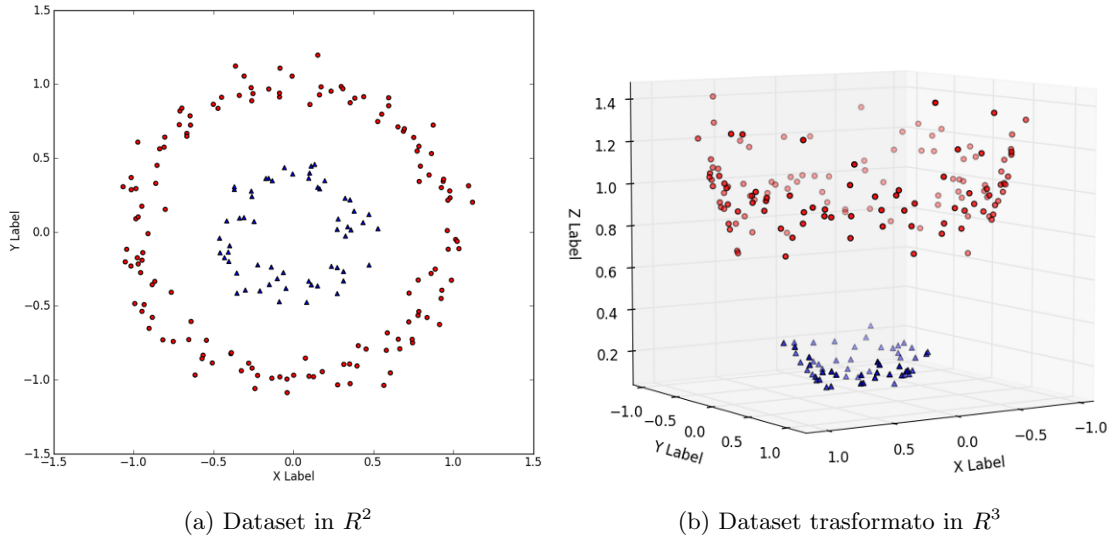 1.5
1.0
0.5
0.0
−0.5
−1.0
−1.5
Y Label
−1.5 −1.0 −0.5 0.0 0.5 1.0 1.5
X Label
(a) Dataset in R²
1.4
1.2
1.0
0.8
0.6
0.4
0.2
Z Label
−1.0 −0.5 0.0 0.5 1.0
Y Label
1.0 0.5 0.0 −0.5 −1.0
X Label
(b) Dataset trasformato in R³